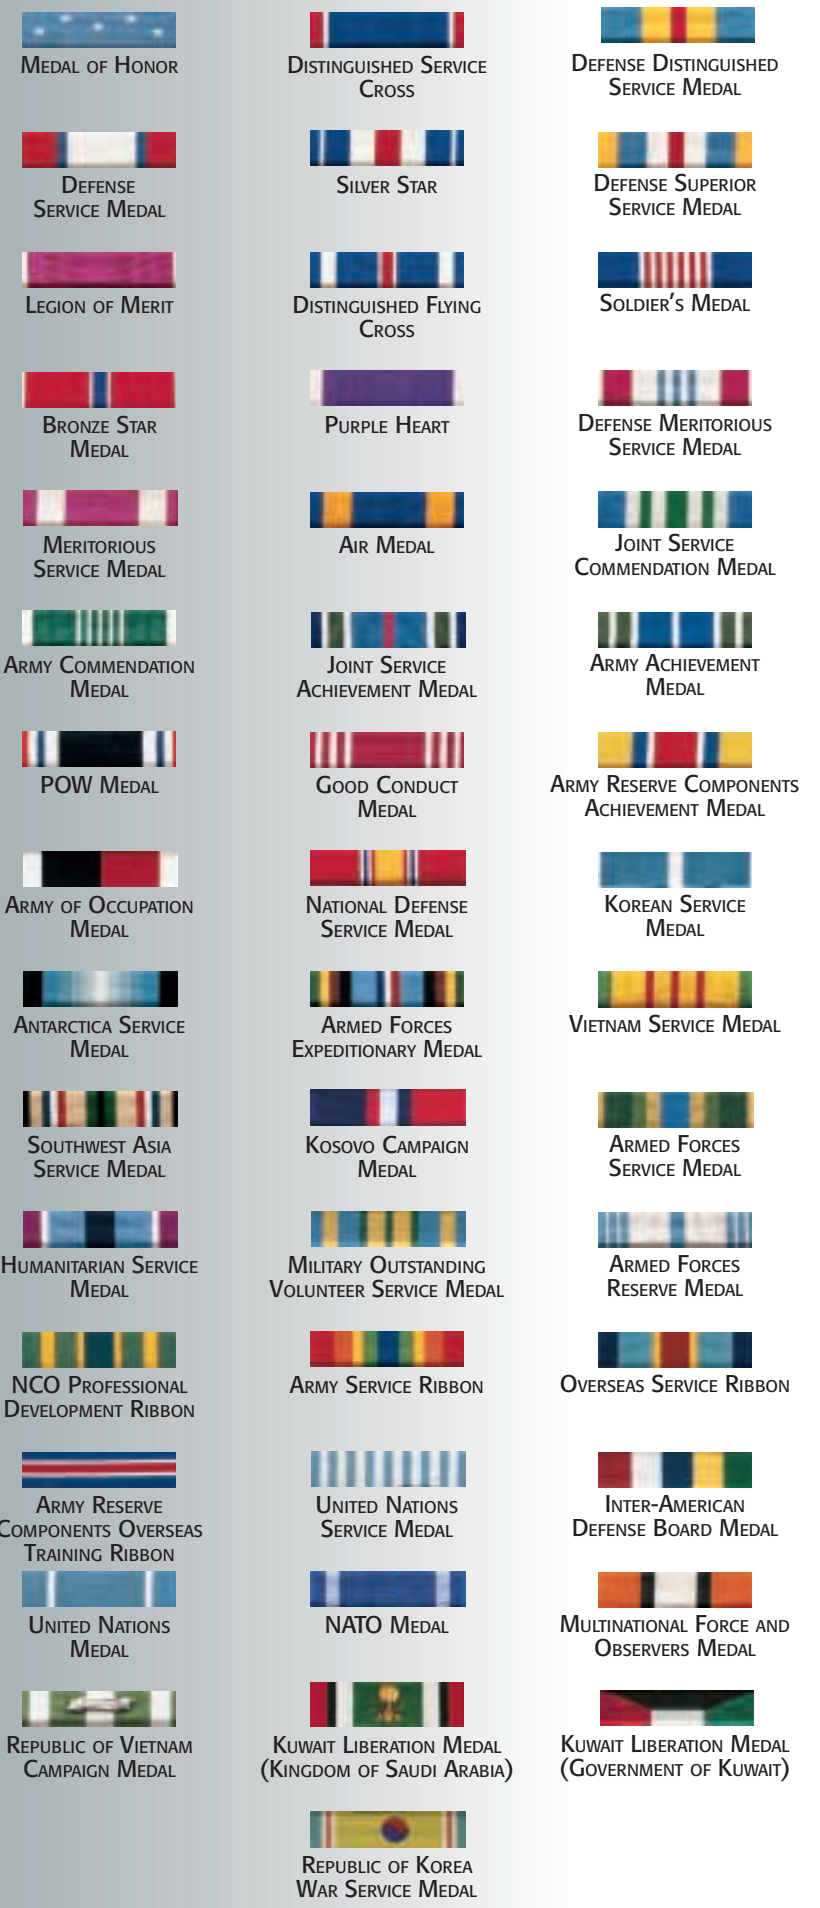 Medal of Honor
Distinguished Service
Cross
Defense Distinguished
Service Medal
Defense
Service Medal
Silver Star
Defense Superior
Service Medal
Legion of Merit
Distinguished Flying
Cross
Soldier's Medal
Bronze Star
Medal
Purple Heart
Defense Meritorious
Service Medal
Meritorious
Service Medal
Air Medal
Joint Service
Commendation Medal
Army Commendation
Medal
Joint Service
Achievement Medal
Army Achievement
Medal
POW Medal
Good Conduct
Medal
Army Reserve Components
Achievement Medal
Army of Occupation
Medal
National Defense
Service Medal
Korean Service
Medal
Antarctica Service
Medal
Armed Forces
Expeditionary Medal
Vietnam Service Medal
Southwest Asia
Service Medal
Kosovo Campaign
Medal
Armed Forces
Service Medal
Humanitarian Service
Medal
Military Outstanding
Volunteer Service Medal
Armed Forces
Reserve Medal
NCO Professional
Development Ribbon
Army Service Ribbon
Overseas Service Ribbon
Army Reserve
Components Overseas
Training Ribbon
United Nations
Service Medal
Inter-American
Defense Board Medal
United Nations
Medal
NATO Medal
Multinational Force and
Observers Medal
Republic of Vietnam
Campaign Medal
Kuwait Liberation Medal
(Kingdom of Saudi Arabia)
Kuwait Liberation Medal
(Government of Kuwait)
Republic of Korea
War Service Medal